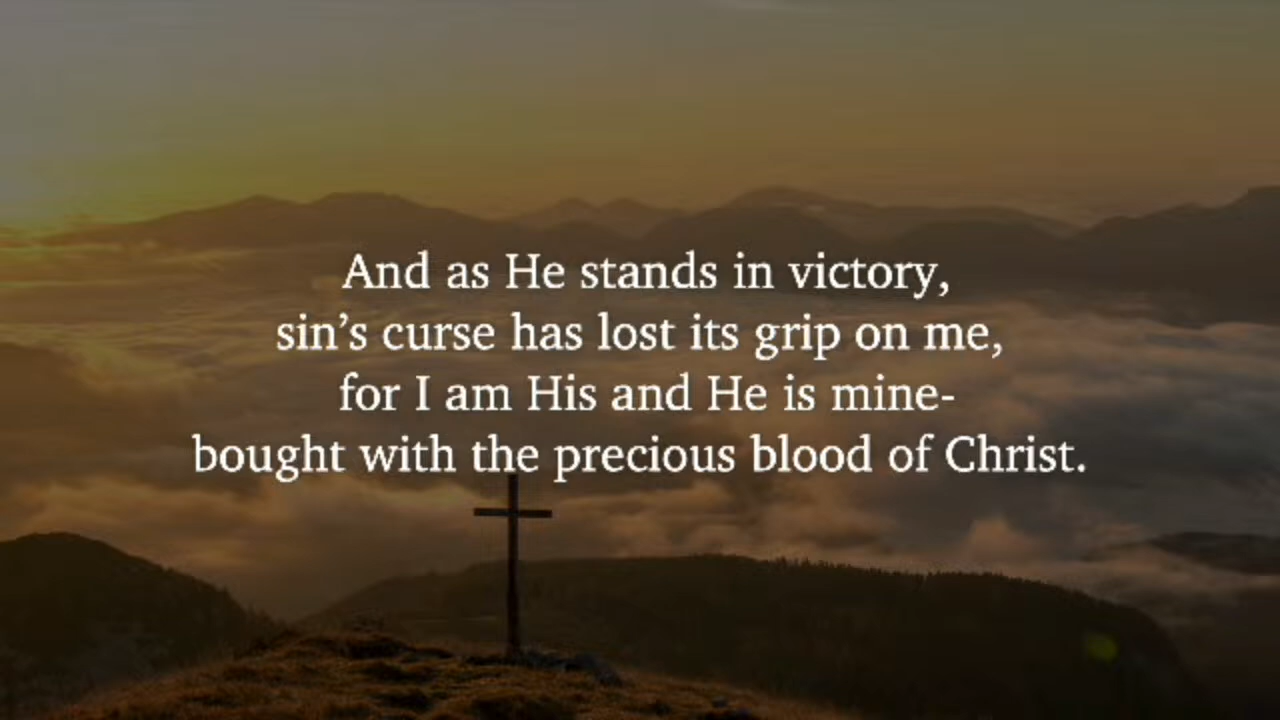 And as He stands in victory,
sin’s curse has lost its grip on me,
for I am His and He is mine-
bought with the precious blood of Christ.